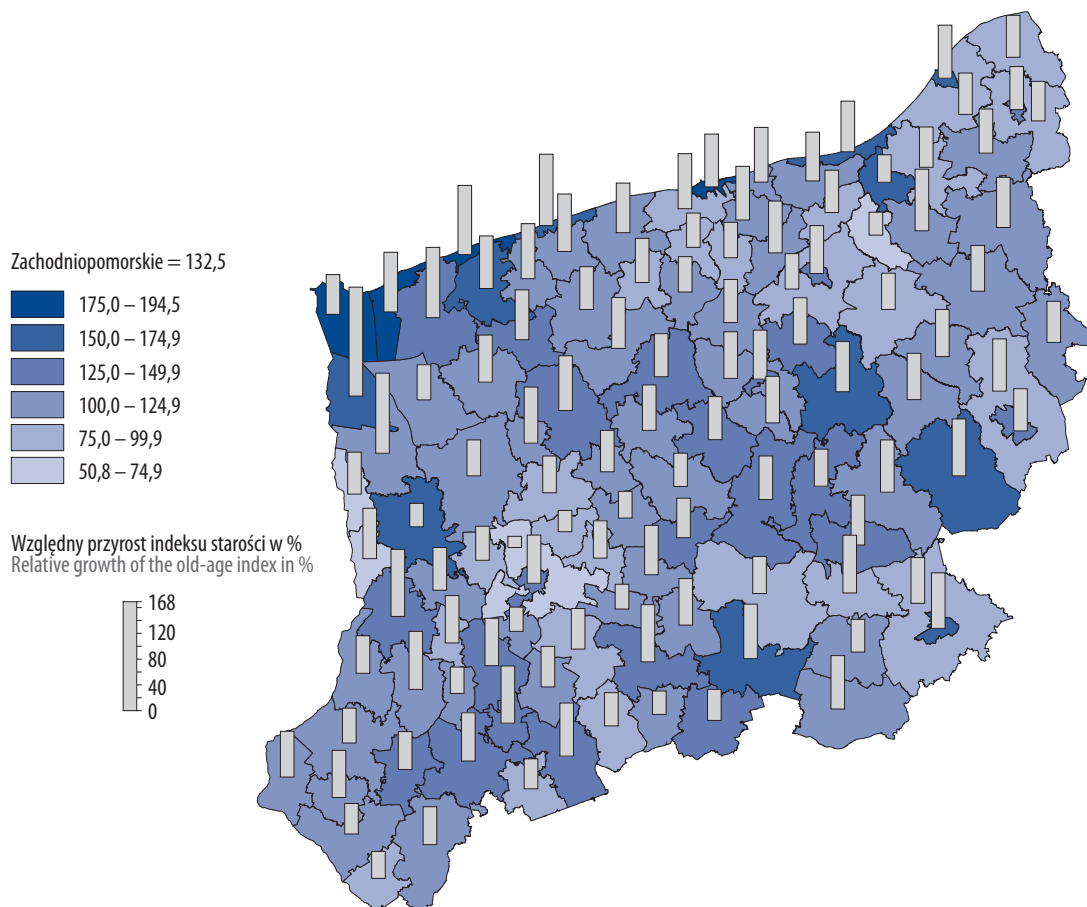 Zachodniopomorskie = 132,5
175,0 – 194,5
150,0 – 174,9
125,0 – 149,9
100,0 – 124,9
75,0 – 99,9
50,8 – 74,9
Względny przyrost indeksu starości w %
Relative growth of the old-age index in %
168
120
80
40
0